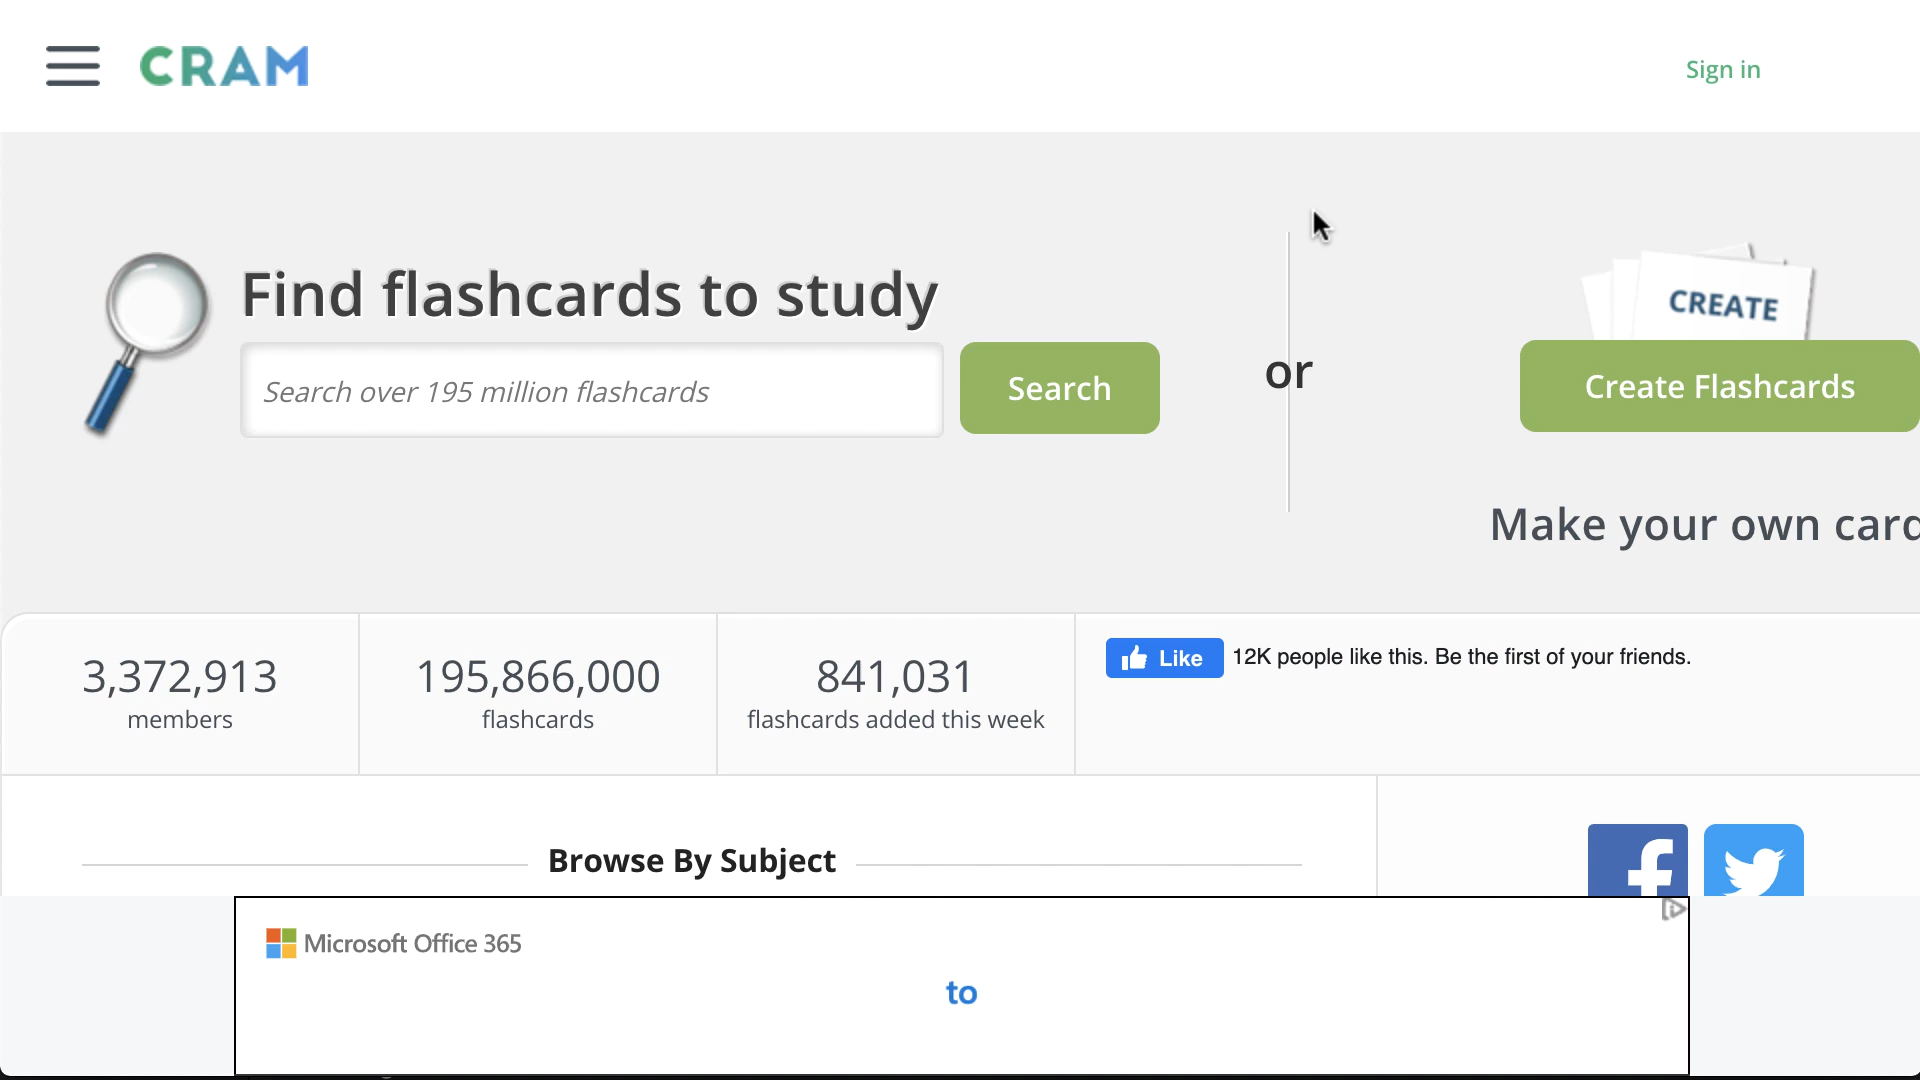 CRAM
Sign in
Find flashcards to study
Search over 195 million flashcards
Search
or
CREATE
Create Flashcards
Make your own card
3,372,913
members
195,866,000
flashcards
841,031
flashcards added this week
Like
12K people like this. Be the first of your friends.
Browse By Subject
Microsoft Office 365
to